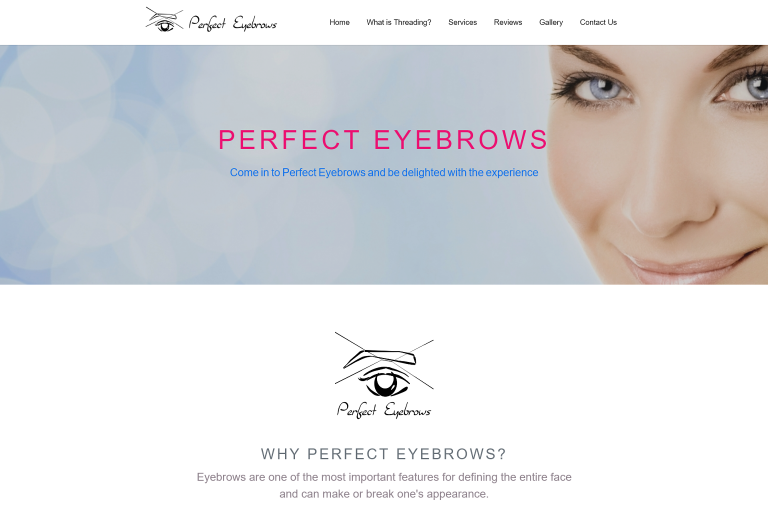 Perfect Eyebrows
Home
What is Threading?
Services
Reviews
Gallery
Contact Us
PERFECT EYEBROWS
Come in to Perfect Eyebrows and be delighted with the experience
Perfect Eyebrows
WHY PERFECT EYEBROWS?
Eyebrows are one of the most important features for defining the entire face
and can make or break one's appearance.